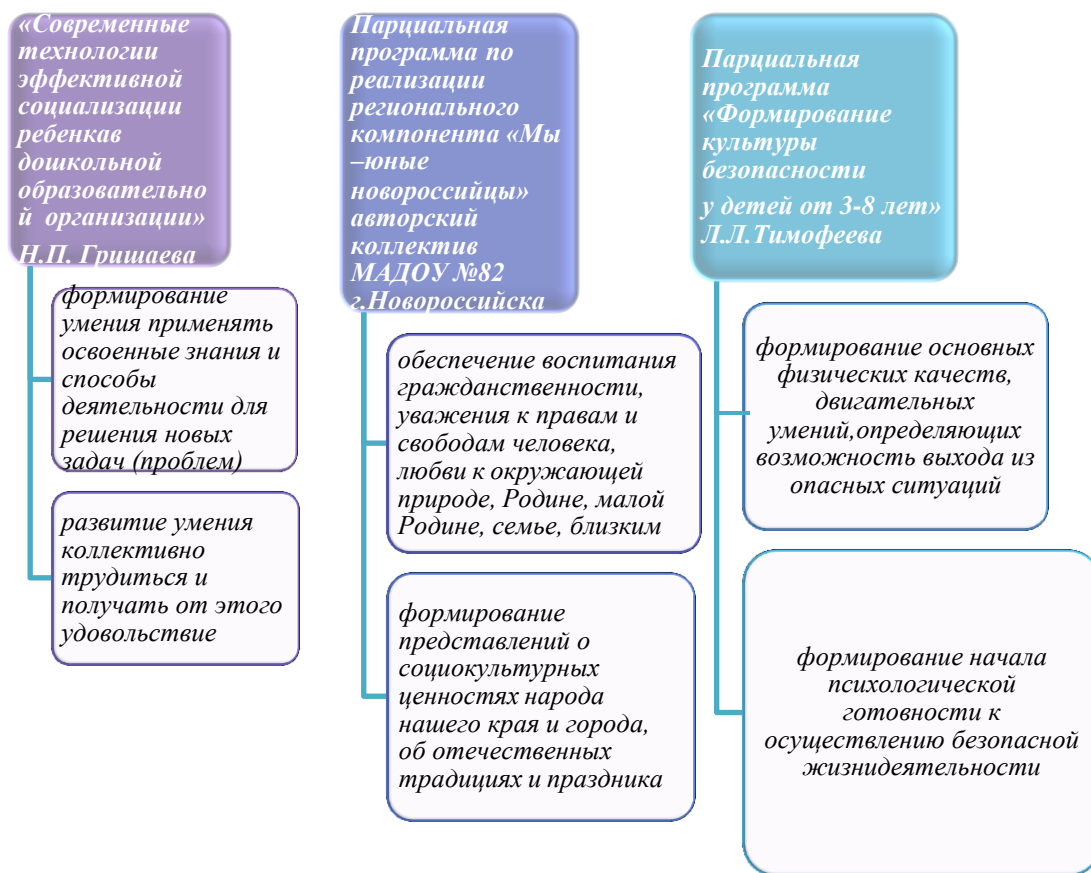 «Современные
технологии
эффективной
социализации
ребенкав
дошкольной
образовательно
й организации»
Н.П. Гришаева
формирование
умения применять
освоенные знания и
способы
деятельности для
решения новых
задач (проблем)
развитие умения
коллективно
трудиться и
получать от этого
удовольствие
Парциальная
программа по
реализации
регионального
компонента «Мы
–юные
новороссийцы»
авторский
коллектив
МАДОУ №82
г.Новороссийска
обеспечение воспитания
гражданственности,
уважения к правам и
свободам человека,
любви к окружающей
природе, Родине, малой
Родине, семье, близким
формирование
представлений о
социокультурных
ценностях народа
нашего края и города,
об отечественных
традициях и праздника
Парциальная
программа
«Формирование
культуры
безопасности
у детей от 3-8 лет»
Л.Л.Тимофеева
формирование основных
физических качеств,
двигательных
умений,определяющих
возможность выхода из
опасных ситуаций
формирование начала
психологической
готовности к
осуществлению безопасной
жизнидеятельности